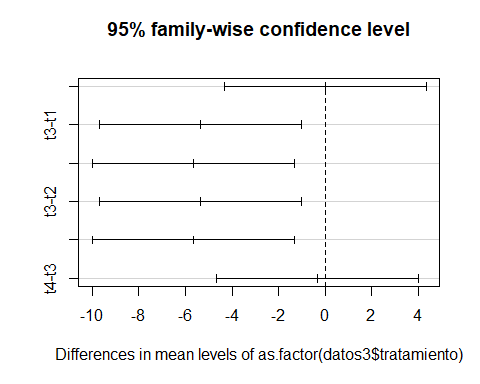 95% family-wise confidence level
t3-t1
t3-t2
t4-t3
-10 -8 -6 -4 -2 0 2 4
Differences in mean levels of as.factor(datos3$tratamiento)